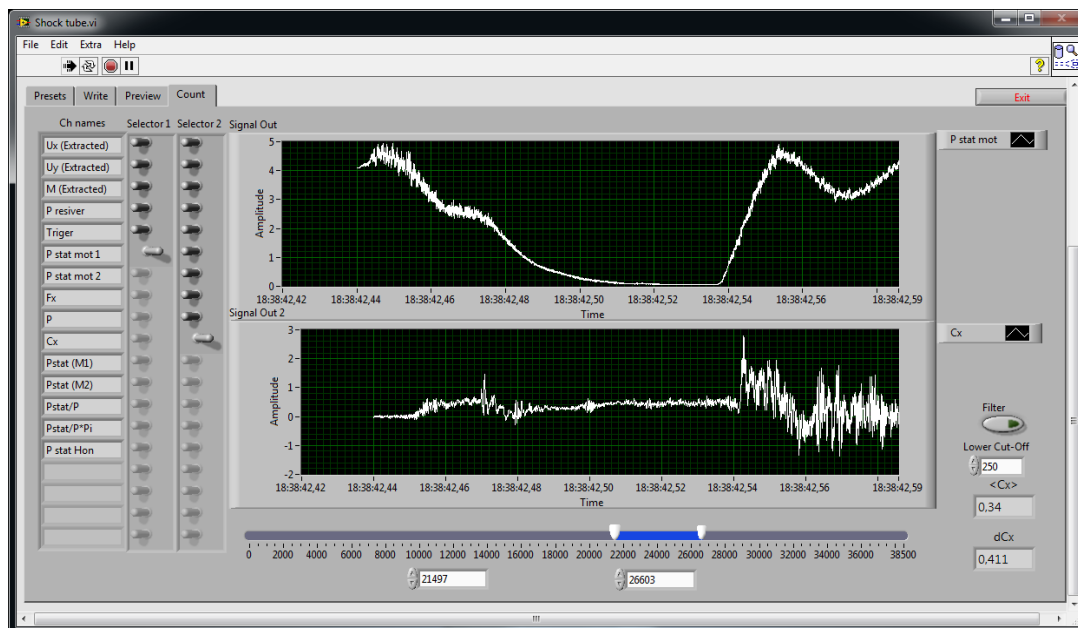 Shock tube.vi
File Edit Extra Help
Presets Write Preview Count
Exit
Ch names Selector 1 Selector 2 Signal Out
Ux (Extracted)
Uy (Extracted)
M (Extracted)
P resiver
Triger
P stat mot 1
P stat mot 2
Fx
P
Cx
Pstat (M1)
Pstat (M2)
Pstat/P
Pstat/P*Pi
P stat Hon
P stat mot
Amplitude
5
4
3
2
1
0
18:38:42,42 18:38:42,44 18:38:42,46 18:38:42,48 18:38:42,50 18:38:42,52 18:38:42,54 18:38:42,56 18:38:42,59
Time
Signal Out 2
Cx
Amplitude
3
2
1
0
-1
-2
18:38:42,42 18:38:42,44 18:38:42,46 18:38:42,48 18:38:42,50 18:38:42,52 18:38:42,54 18:38:42,56 18:38:42,59
Time
Filter
Lower Cut-Off
250
<Cx>
0,34
dCx
0,411
0 2000 4000 6000 8000 10000 12000 14000 16000 18000 20000 22000 24000 26000 28000 30000 32000 34000 36000 38500
21497 26603